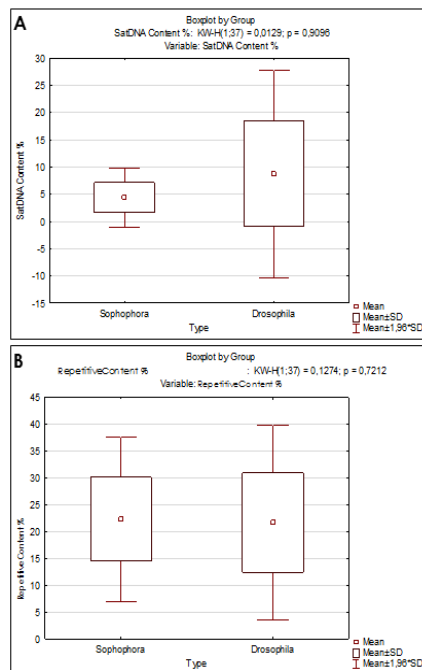 A
Boxplot by Group
SatDNA Content %: KW-H(1;37) = 0,0129; p = 0,9096
Variable: SatDNA Content %
SatDNA Content %
30
25
20
15
10
5
0
-5
-10
-15
Sophophora
Drosophila
Type
Mean
Mean±SD
Mean±1,96*SD
B
Boxplot by Group
RepetitiveContent % : KW-H(1;37) = 0,1274; p = 0,7212
Variable: RepetitiveContent %
RepetitiveContent %
45
40
35
30
25
20
15
10
5
0
Sophophora
Drosophila
Type
Mean
Mean±SD
Mean±1,96*SD